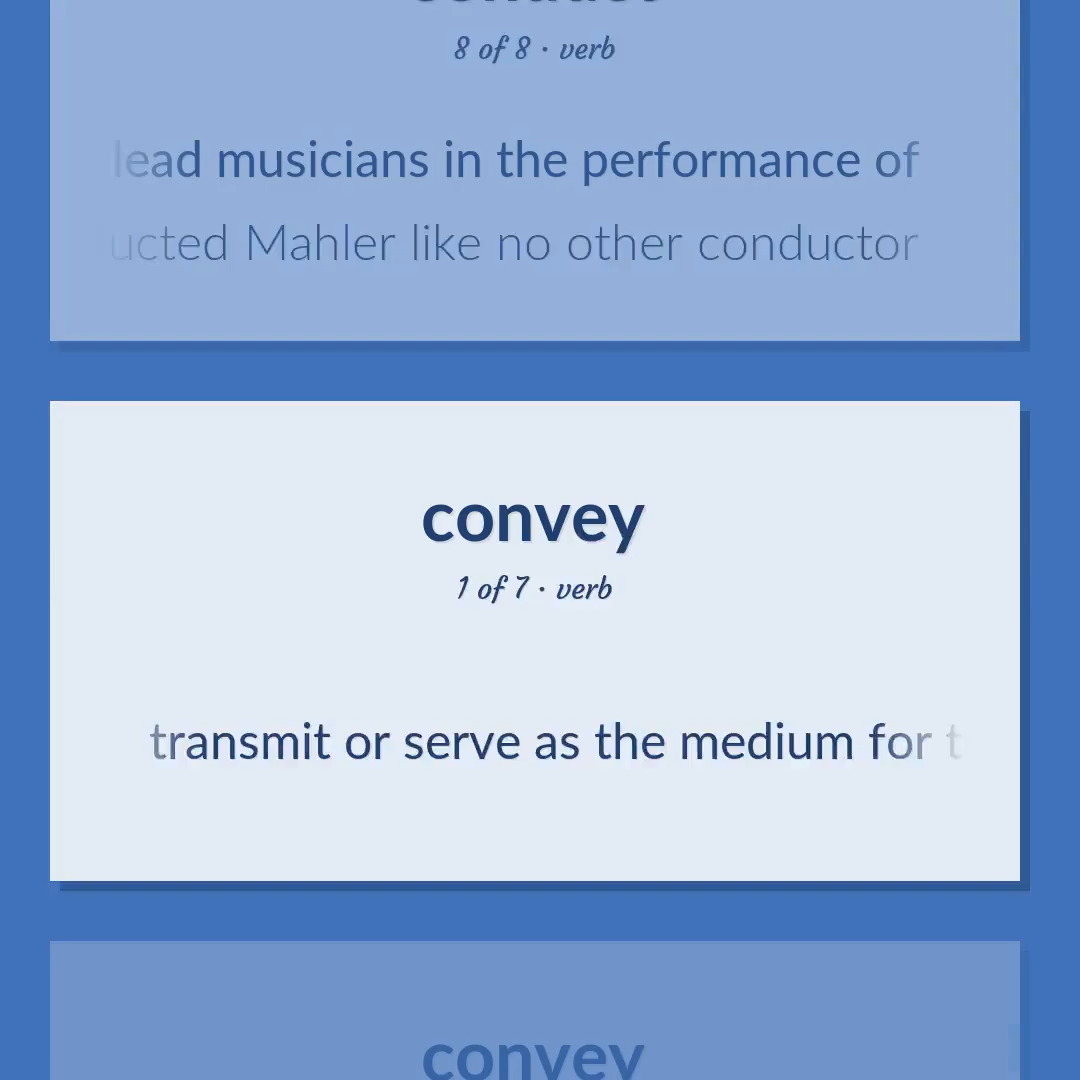 8 of 8 · verb
lead musicians in the performance of
ucted Mahler like no other conductor
convey
1 of 7 · verb
transmit or serve as the medium for t
convey